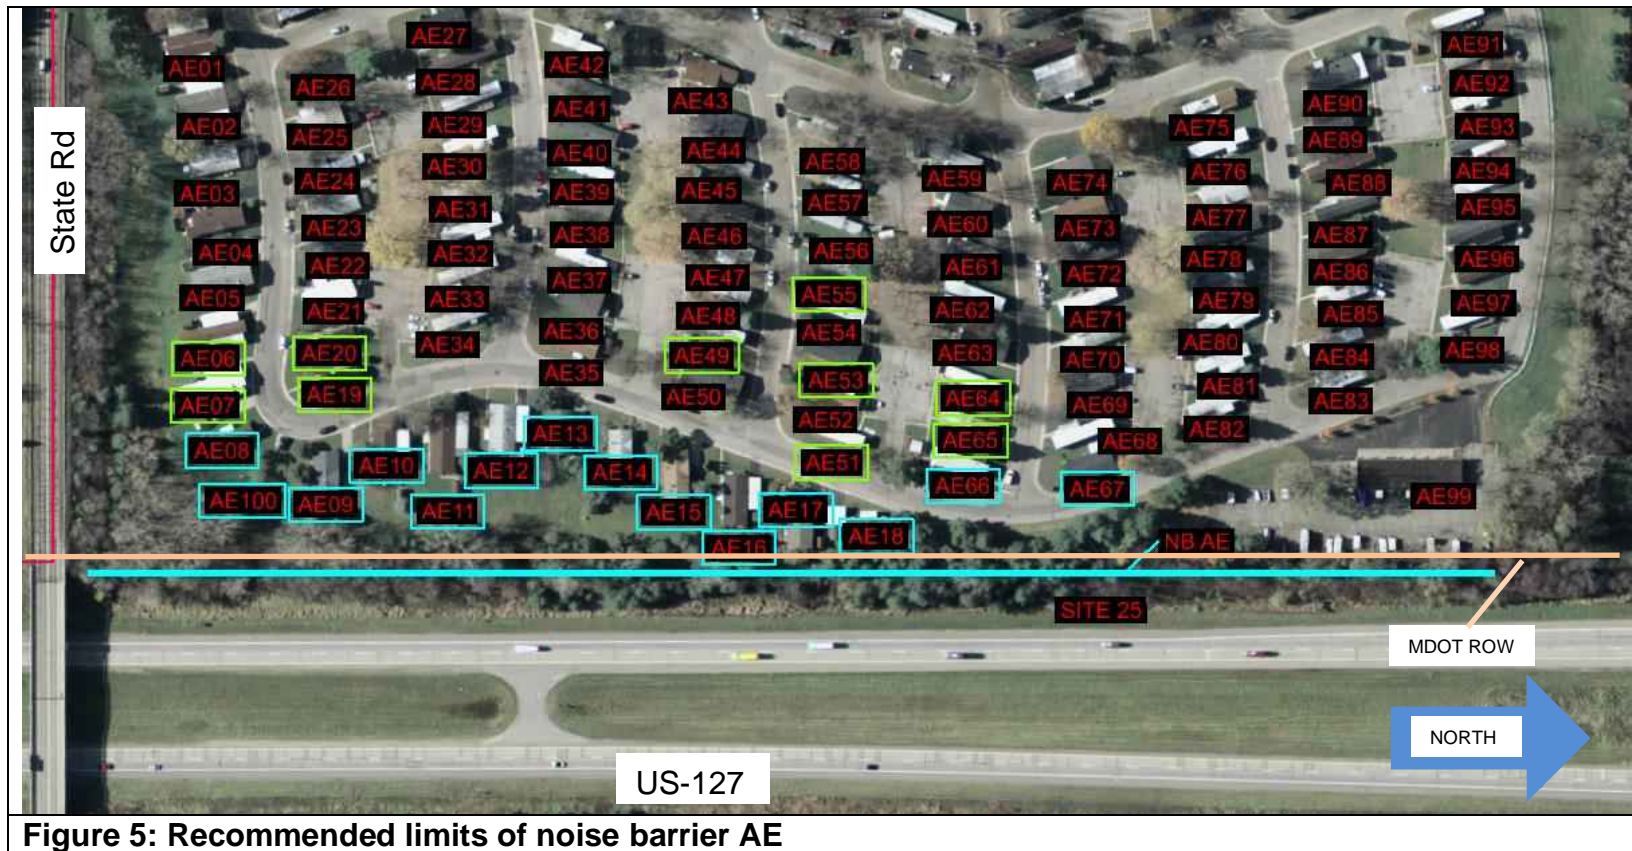 AE27
AE91
AE01
AE42
AE28
AE92
AE26
AE43
AE90
AE41
AE02
AE29
AE75
AE93
AE25
AE89
AE44
AE40
AE58
AE30
AE76
AE94
AE24
AE59
AE74
AE88
AE03
AE39
AE45
AE57
AE31
AE95
State Rd
AE23
AE60
AE73
AE77
AE38
AE46
AE87
AE04
AE32
AE56
AE78
AE96
AE22
AE61
AE72
AE86
AE37
AE47
AE55
AE05
AE33
AE79
AE97
AE21
AE62
AE71
AE85
AE48
AE36
AE54
AE34
AE80
AE98
AE06
AE20
AE49
AE63
AE70
AE84
AE35
AE53
AE81
AE07
AE19
AE50
AE64
AE69
AE83
AE52
AE82
AE08
AE13
AE65
AE68
AE10
AE12
AE14
AE51
AE66
AE67
AE99
AE100
AE09
AE11
AE15
AE17
AE18
AE16
NB AE
SITE 25
MDOT ROW
NORTH
US-127
Figure 5: Recommended limits of noise barrier AE